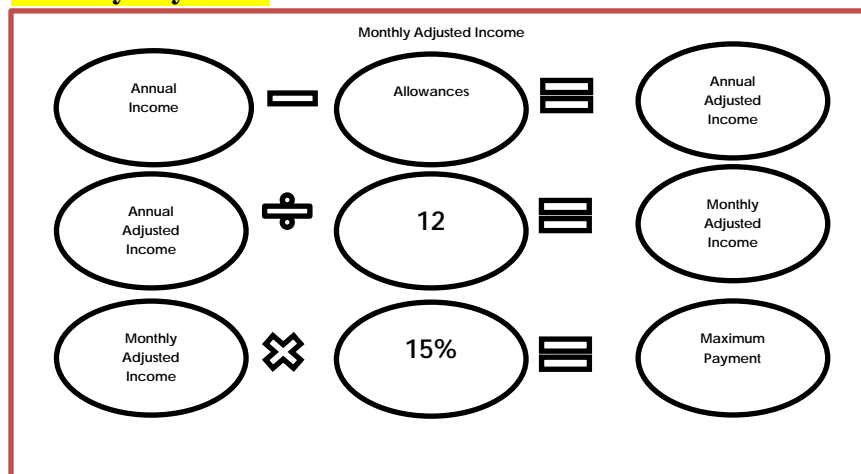 Monthly Adjusted Income
Annual
Income
Allowances
Annual
Adjusted
Income
Annual
Adjusted
Income
12
Monthly
Adjusted
Income
Monthly
Adjusted
Income
15%
Maximum
Payment